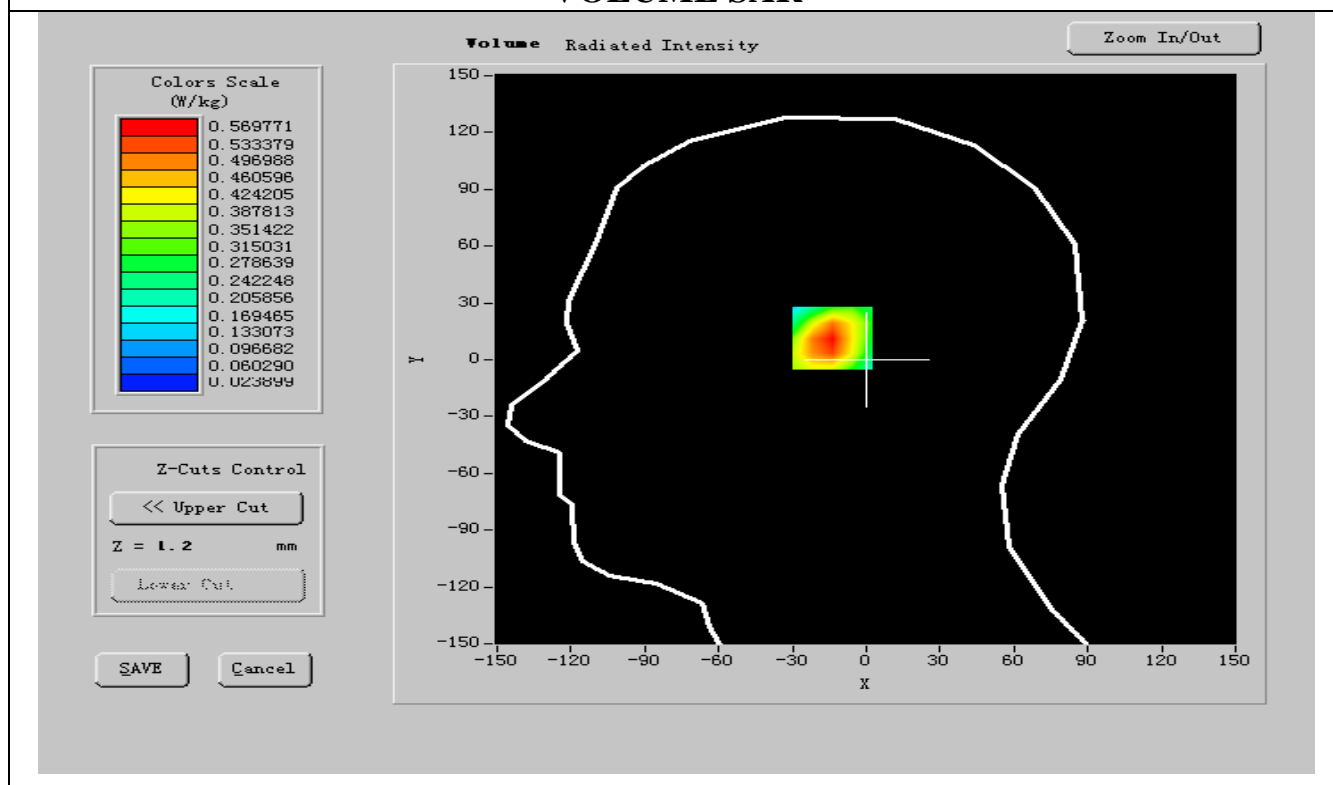 VOLUME SAR
Volume Radiated Intensity
Zoom In/Out
Colors Scale
(W/kg)
0.569771
0.533379
0.496988
0.460596
0.424205
0.387813
0.351422
0.315031
0.278639
0.242248
0.205856
0.169465
0.133073
0.096682
0.060290
0.023899
Z-Cuts Control
<< Upper Cut
Z = 1.2 mm
Lower Cut
SAVE
Cancel
150
120
90
60
30
0
-30
-60
-90
-120
-150
Y
-150 -120 -90 -60 -30 0 30 60 90 120 150
X